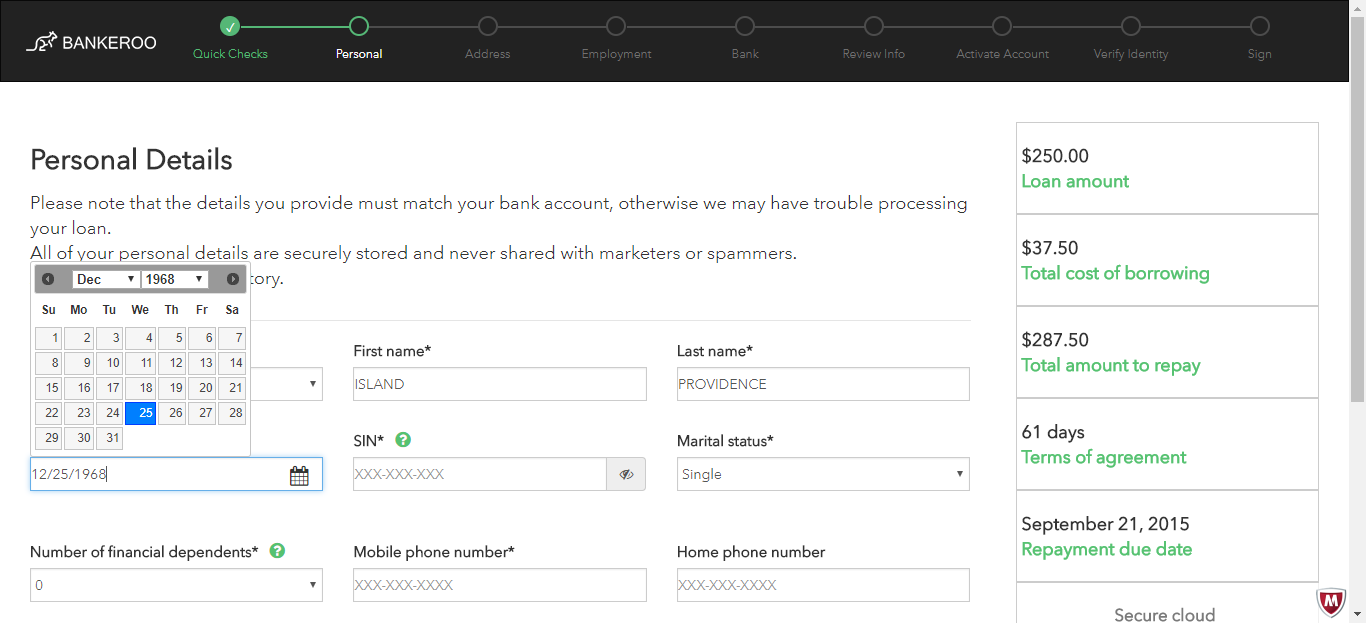 BANKEROO
Quick Checks
Personal
Address
Employment
Bank
Review Info
Activate Account
Verify Identity
Sign
Personal Details
Please note that the details you provide must match your bank account, otherwise we may have trouble processing
your loan.
All of your personal details are securely stored and never shared with marketers or spammers.
tory.
Dec 1968
Su Mo Tu We Th Fr Sa
1 2 3 4 5 6 7
8 9 10 11 12 13 14
15 16 17 18 19 20 21
22 23 24 25 26 27 28
29 30 31
First name*
Last name*
ISLAND
PROVIDENCE
SIN* ?
Marital status*
12/25/1968
XXX-XXX-XXX
Single
Number of financial dependents* ?
Mobile phone number*
Home phone number
0
XXX-XXX-XXXX
XXX-XXX-XXXX
$250.00
Loan amount
$37.50
Total cost of borrowing
$287.50
Total amount to repay
61 days
Terms of agreement
September 21, 2015
Repayment due date
Secure cloud
M